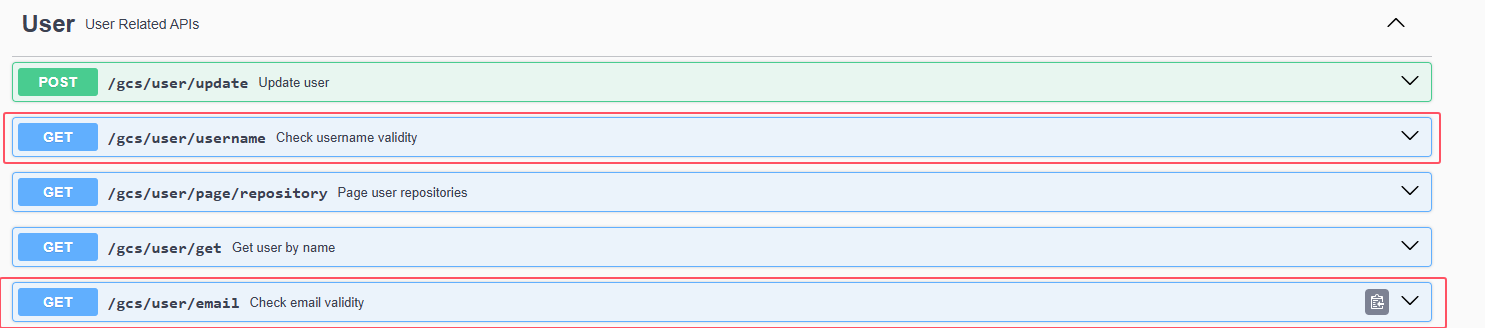 User User Related APIs
POST /gcs/user/update Update user
GET /gcs/user/username Check username validity
GET /gcs/user/page/repository Page user repositories
GET /gcs/user/get Get user by name
GET /gcs/user/email Check email validity